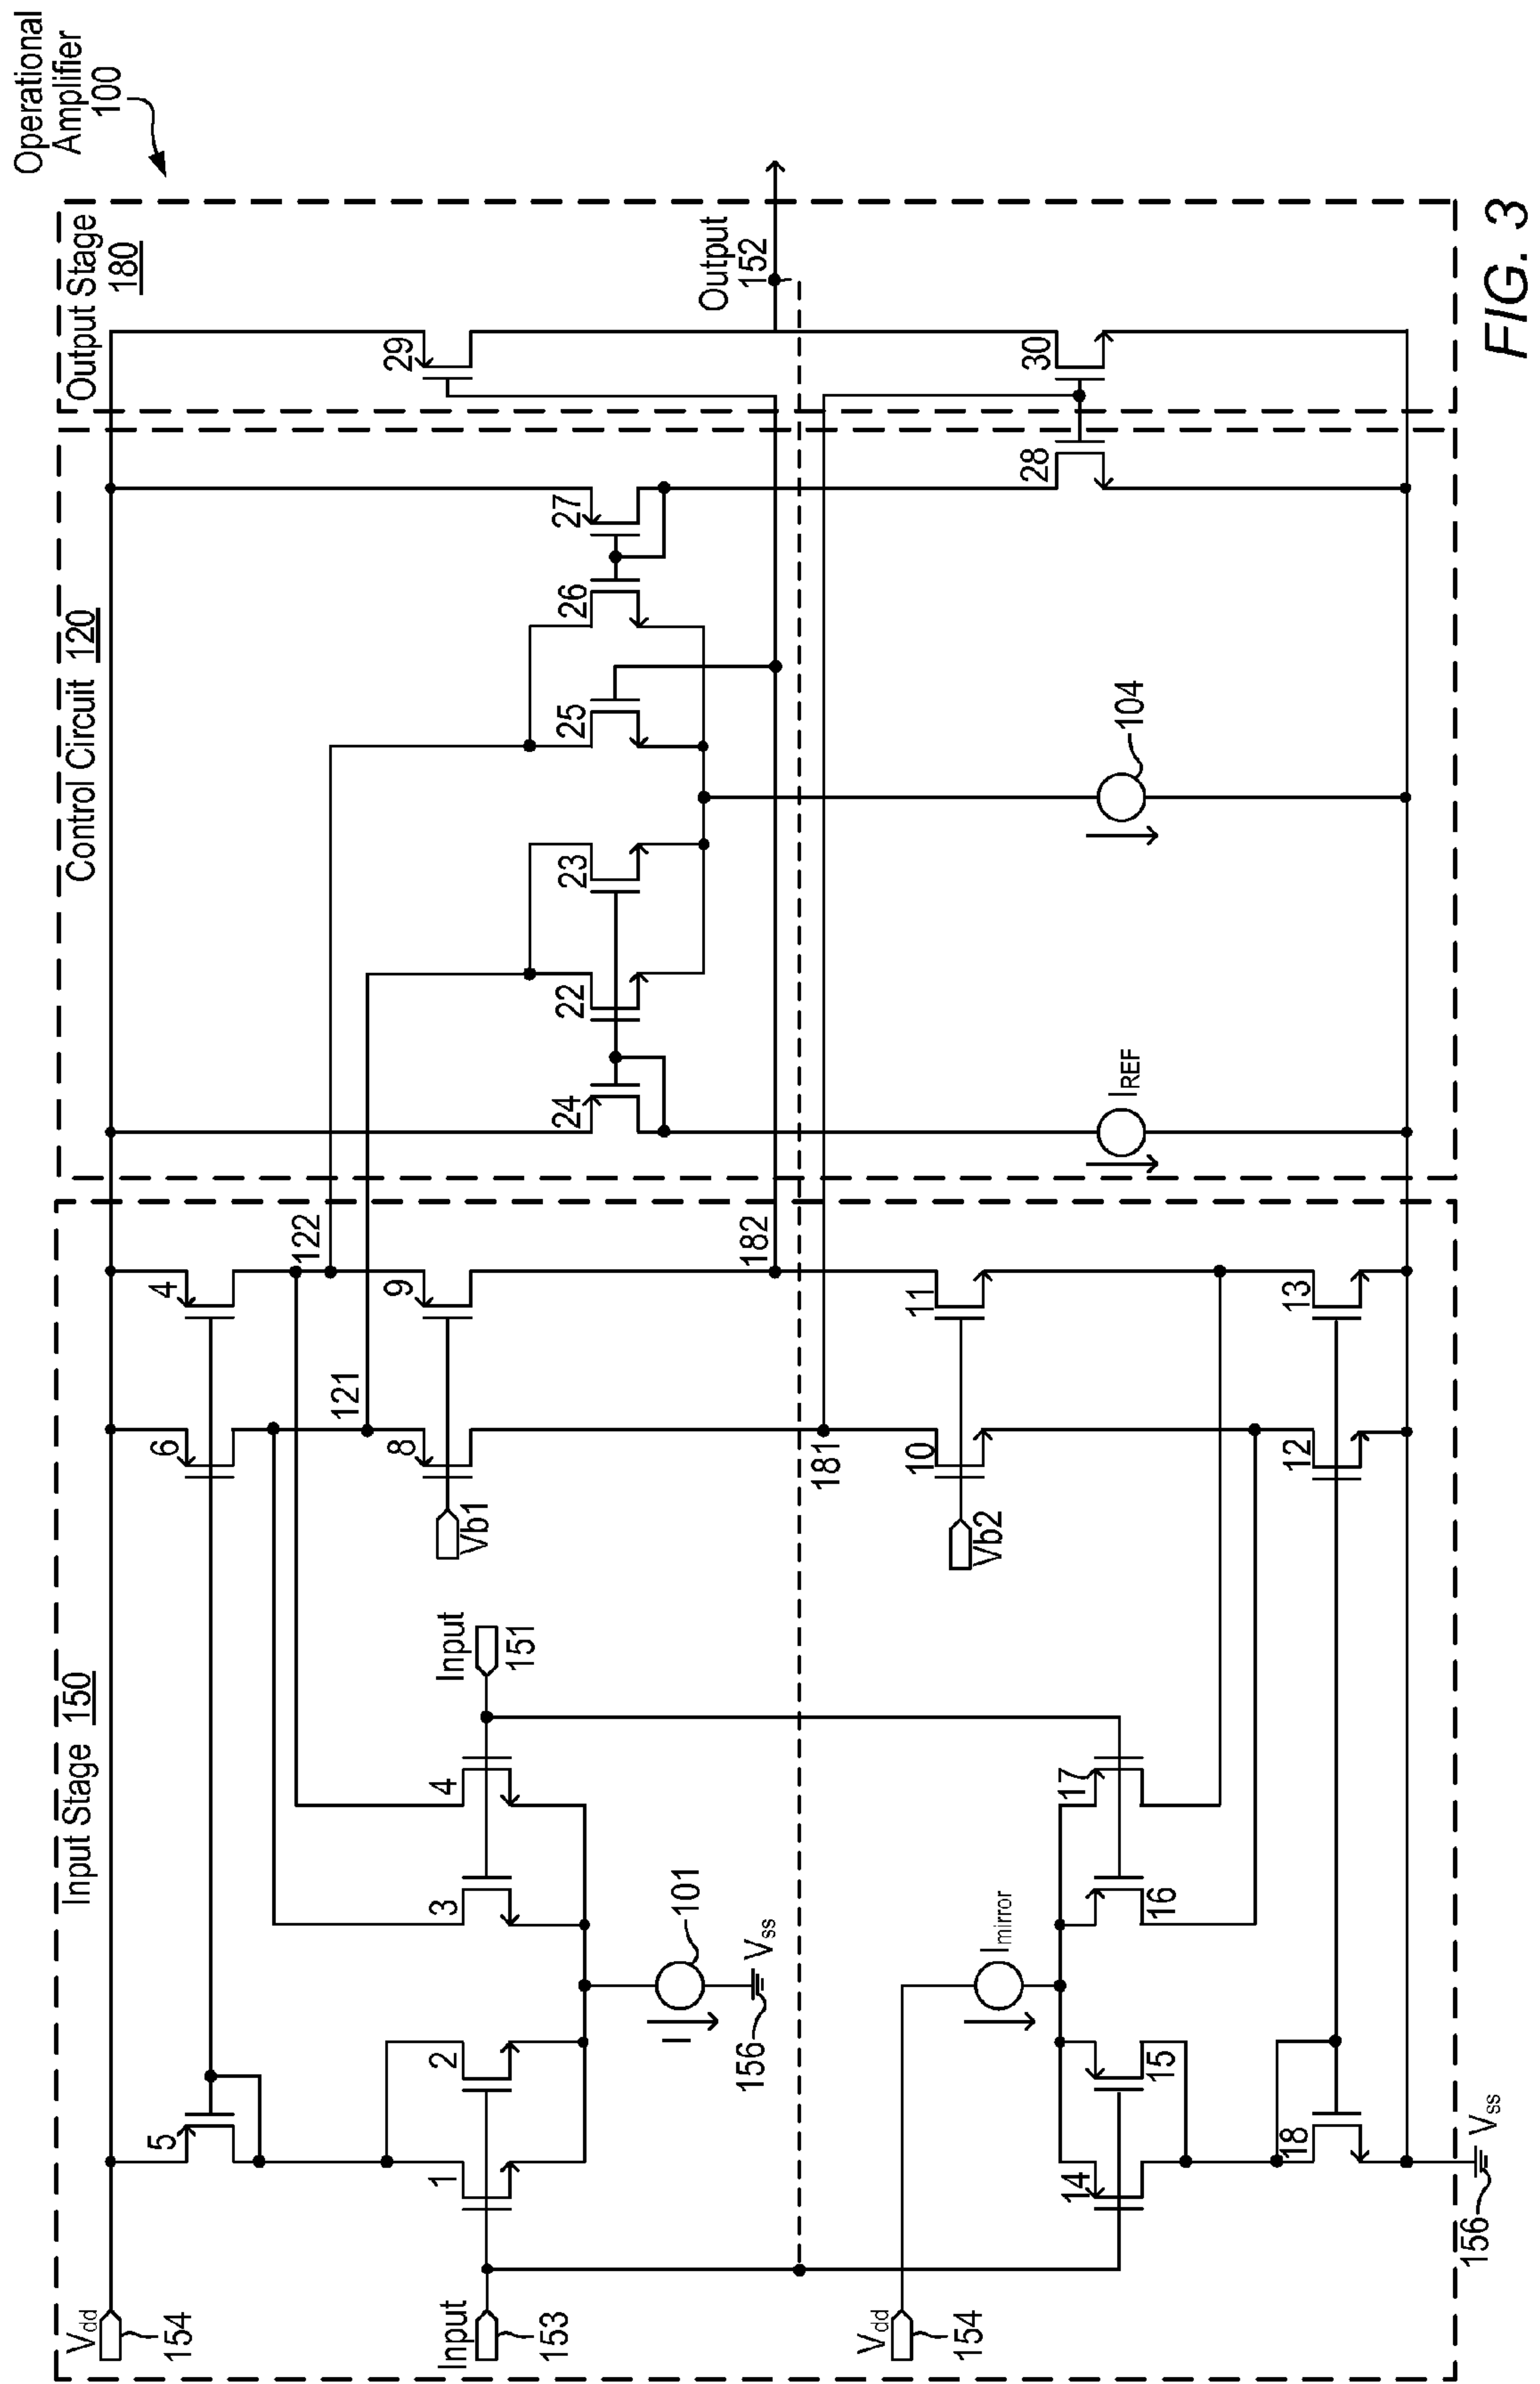 Operational
Amplifier
100
Output Stage
180
Output
152
29
30
FIG. 3
Control Circuit 120
27
28
26
25
104
23
22
24
IREF
Input Stage 150
4
122
9
182
11
13
6
121
8
181
10
12
Vb1
Vb2
Input
151
4
17
3
16
101
I
Vss
156
Imirror
2
15
5
1
14
18
Vss
156
Vdd
154
Input
153
Vdd
154